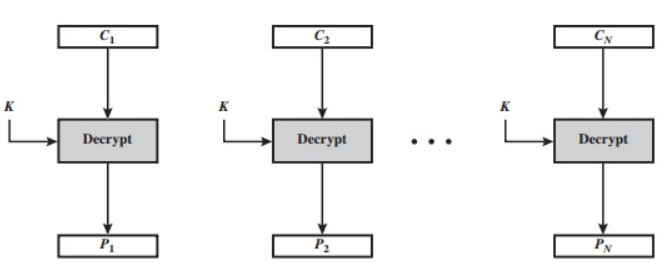 C1 C2 CN
K K K
Decrypt Decrypt . . . Decrypt
P1 P2 PN